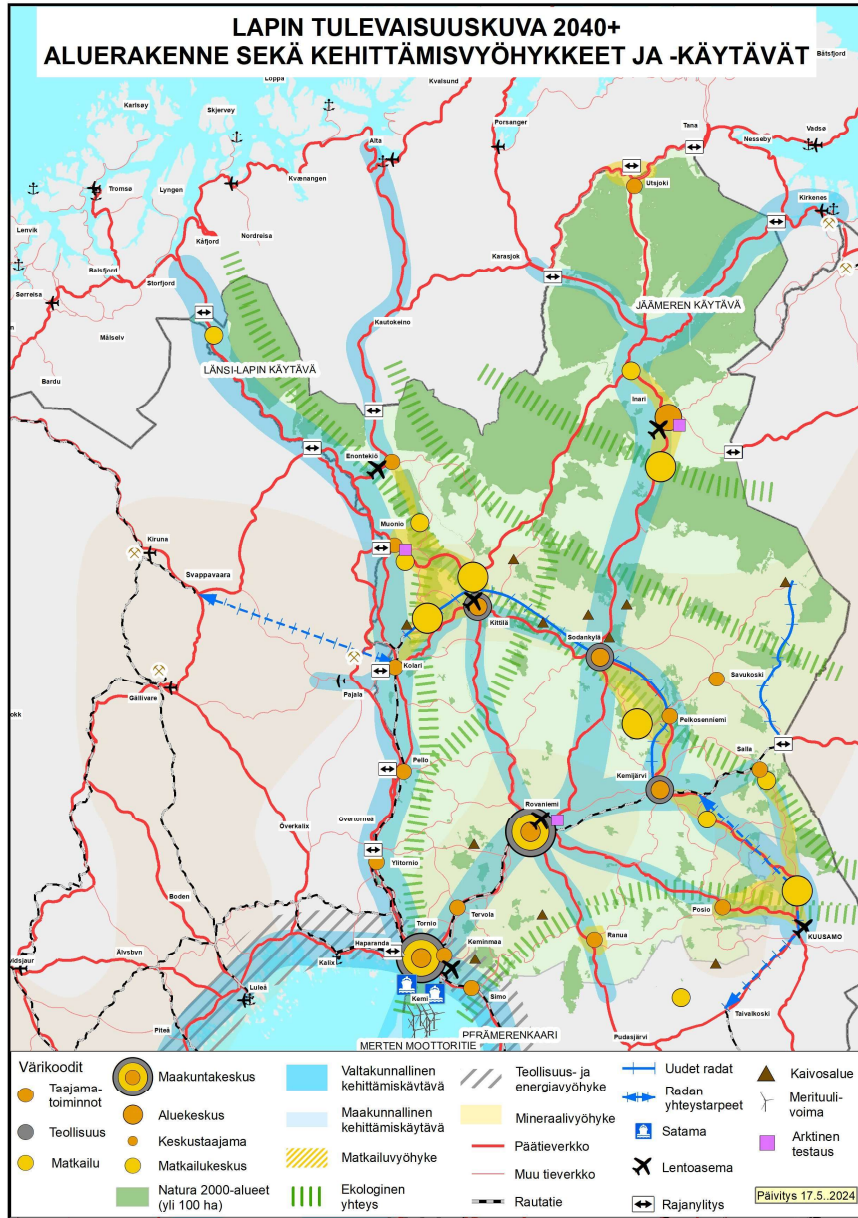 LAPIN TULEVAISUUSKUVA 2040+
ALUERAKENNE SEKÄ KEHITTÄMISVYÖHYKKEET JA -KÄYTÄVÄT
Båtsfjord
Loppa
Kvalsund
Karlsøy
Skjervøy
Porsanger
Tana
Vadsø
Nesseby
Alta
Tromsø
Lyngen
Kvænangen
Utsjoki
Kirkenes
Lenvik
Kåfjord
Nordreisa
Karasjok
Balsfjord
Storfjord
Sørreisa
Målselv
Kautokeino
JÄÄMEREN KÄYTÄVÄ
Bardu
LÄNSI-LAPIN KÄYTÄVÄ
Inari
Enontekiö
Muonio
Kiruna
Svappavaara
Kittilä
Sodankylä
Kolari
Savukoski
Pajala
Gällivare
okk
Pelkosenniemi
Salla
Pello
Kemijärvi
Rovaniemi
Överkalix
Övertorneå
Ylitornio
Boden
Tervola
Posio
Tornio
KUUSAMO
Haparanda
Keminmaa
Ranua
Älvsbyn
vidsjaur
Kalix
Luleå
Kemi
Simo
Taivalkoski
Piteå
PERÄMERENKAARI
Pudasjärvi
MERTEN MOOTTORITIE
Värikoodit
Taajama-
toiminnot
Teollisuus
Matkailu
Maakuntakeskus
Aluekeskus
Keskustaajama
Matkailukeskus
Natura 2000-alueet
(yli 100 ha)
Valtakunnallinen
kehittämiskäytävä
Maakunnallinen
kehittämiskäytävä
Matkailuvyöhyke
Ekologinen
yhteys
Teollisuus- ja
energiavyöhyke
Mineraalivyöhyke
Päätieverkko
Muu tieverkko
Rautatie
Uudet radat
Radan
yhteystarpeet
Satama
Lentoasema
Rajanylitys
Kaivosalue
Merituuli-
voima
Arktinen
testaus
Päivitys 17.5..2024